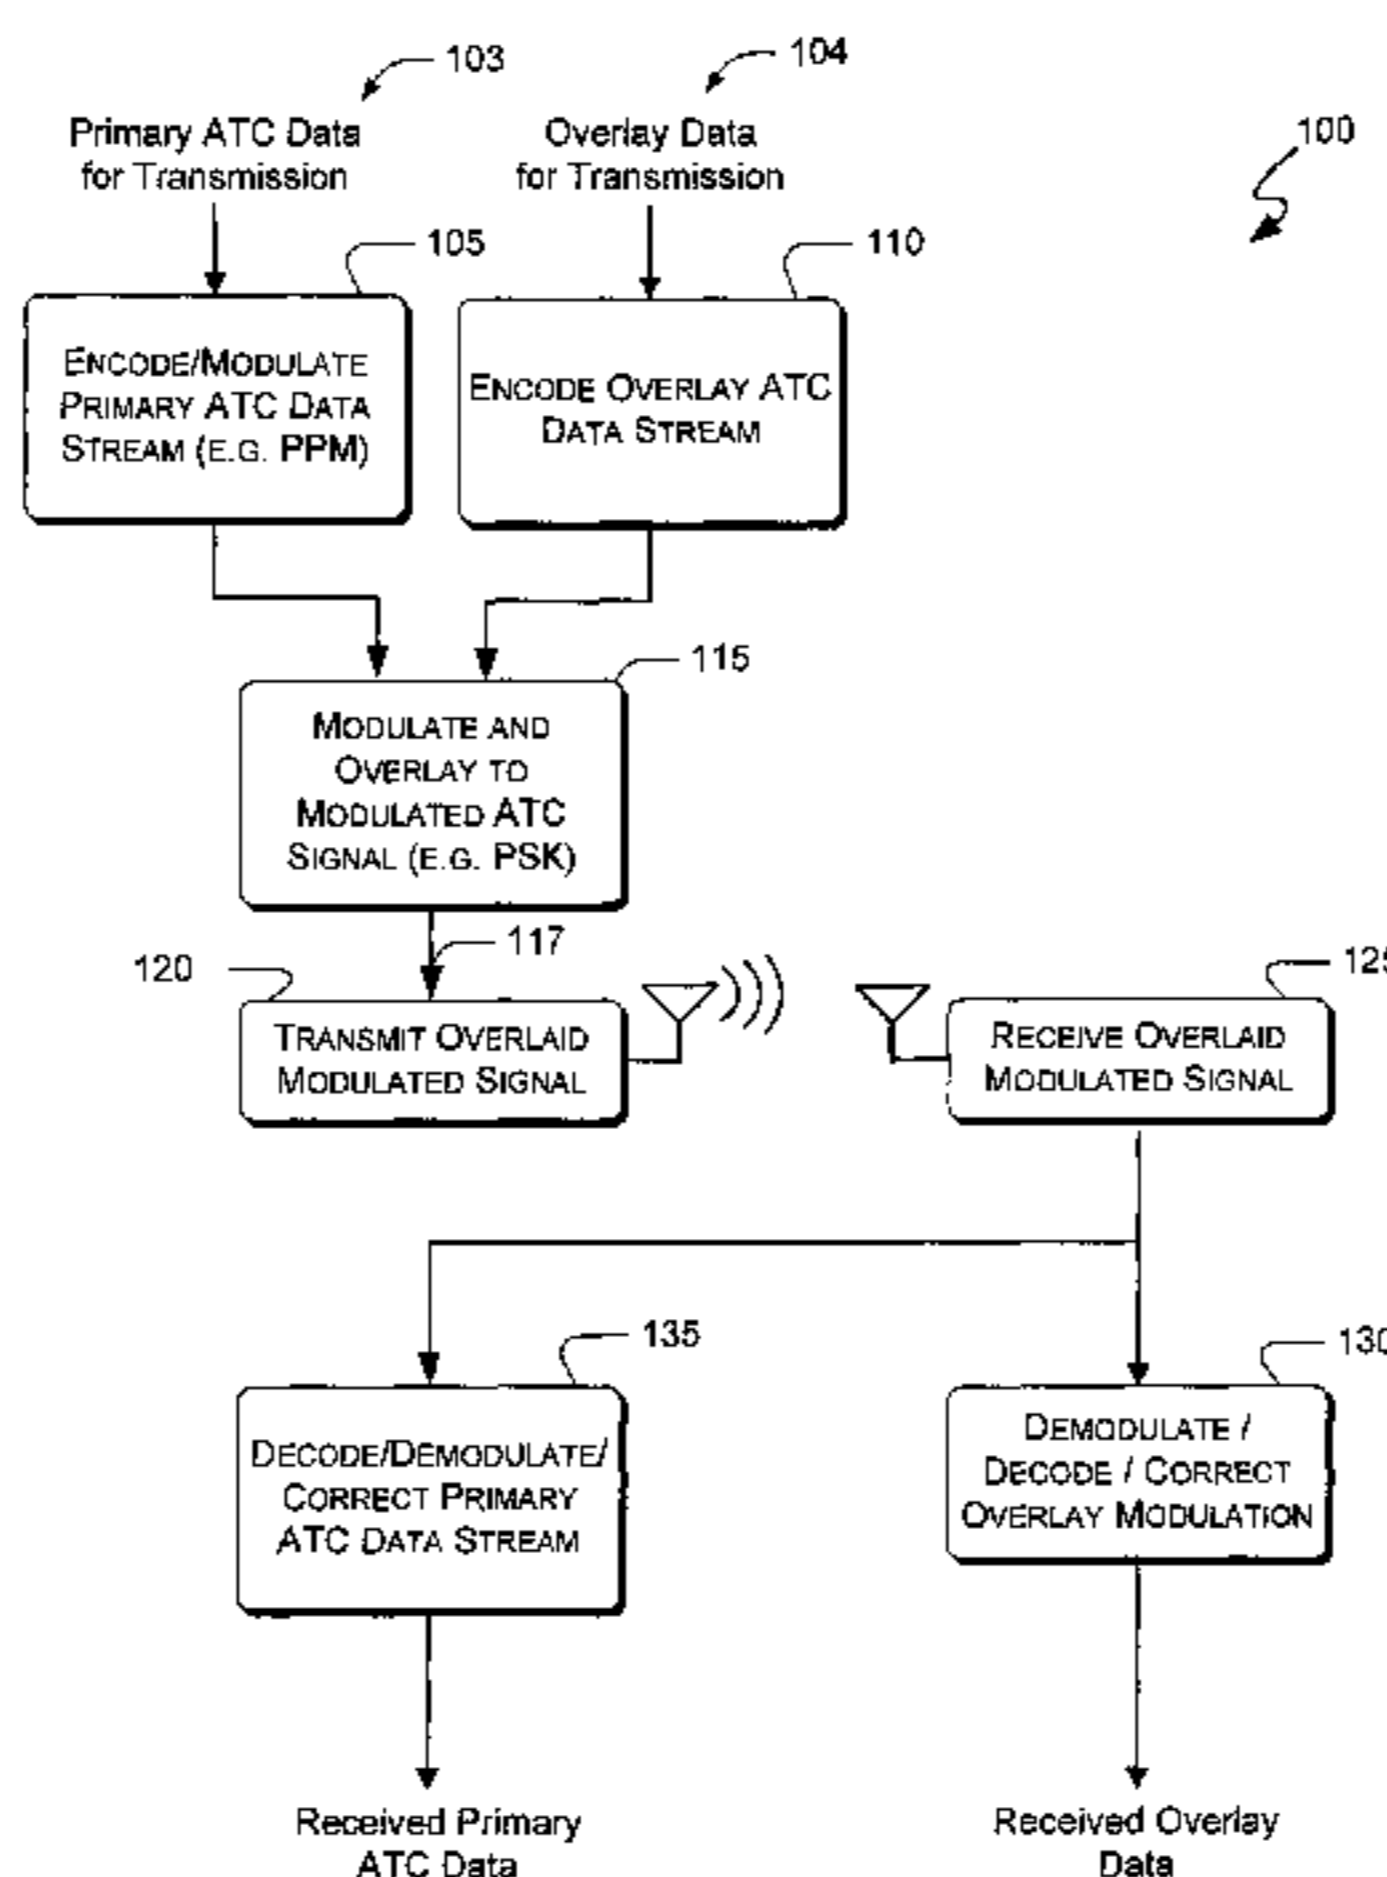 103
104
Primary ATC Data
for Transmission
Overlay Data
for Transmission
100
105
110
ENCODE/MODULATE
PRIMARY ATC DATA
STREAM (E.G. PPM)
ENCODE OVERLAY ATC
DATA STREAM
115
MODULATE AND
OVERLAY TO
MODULATED ATC
SIGNAL (E.G. PSK)
117
120
125
TRANSMIT OVERLAID
MODULATED SIGNAL
RECEIVE OVERLAID
MODULATED SIGNAL
135
130
DECODE/DEMODULATE/
CORRECT PRIMARY
ATC DATA STREAM
DEMODULATE /
DECODE / CORRECT
OVERLAY MODULATION
Received Primary
ATC Data
Received Overlay
Data